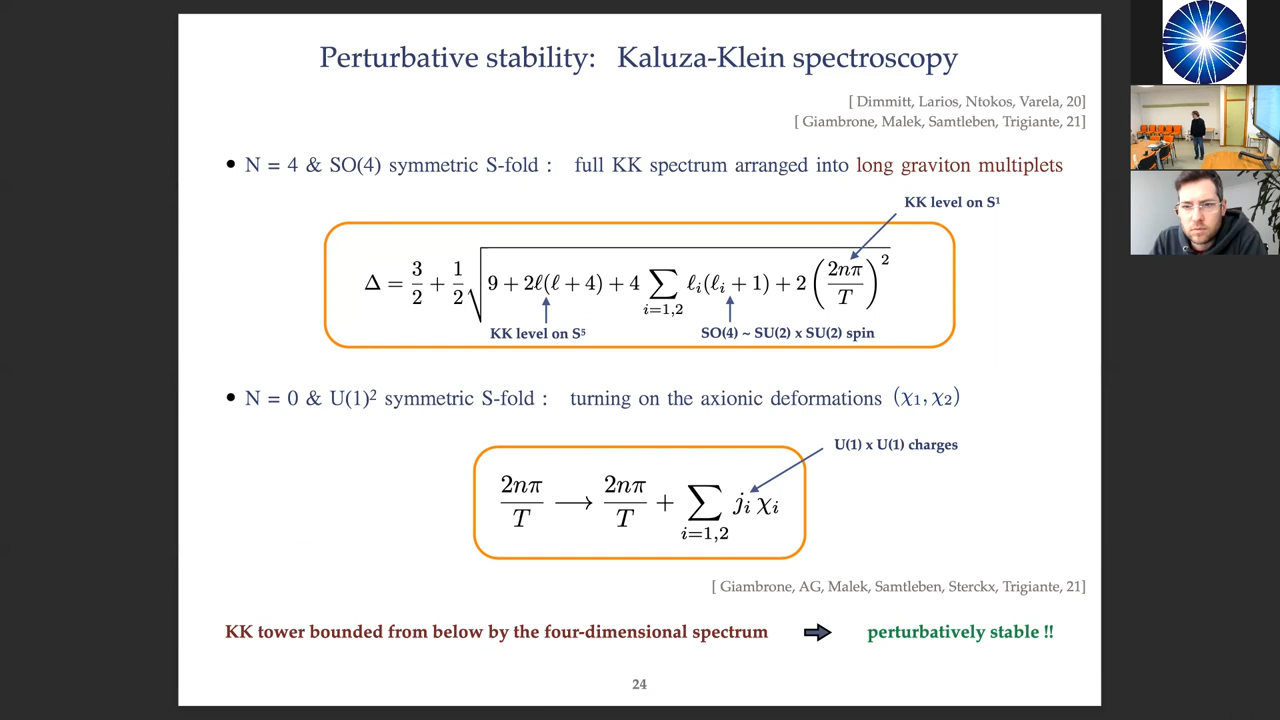 Perturbative stability: Kaluza-Klein spectroscopy
[ Dimmitt, Larios, Ntokos, Varela, 20]
[ Giambrone, Malek, Samtleben, Trigiante, 21]
• N = 4 & SO(4) symmetric S-fold : full KK spectrum arranged into long graviton multiplets
KK level on S¹
Δ = 3/2 + 1/2 √(9 + 2ℓ(ℓ + 4) + 4 ∑_{i=1,2} ℓ_i(ℓ_i + 1) + 2 (2nπ/T)²)
KK level on S⁵
SO(4) ~ SU(2) x SU(2) spin
• N = 0 & U(1)² symmetric S-fold : turning on the axionic deformations (χ₁, χ₂)
U(1) x U(1) charges
2nπ/T ⟶ 2nπ/T + ∑_{i=1,2} j_i χ_i
[ Giambrone, AG, Malek, Samtleben, Sterckx, Trigiante, 21]
KK tower bounded from below by the four-dimensional spectrum ➡ perturbatively stable !!
24